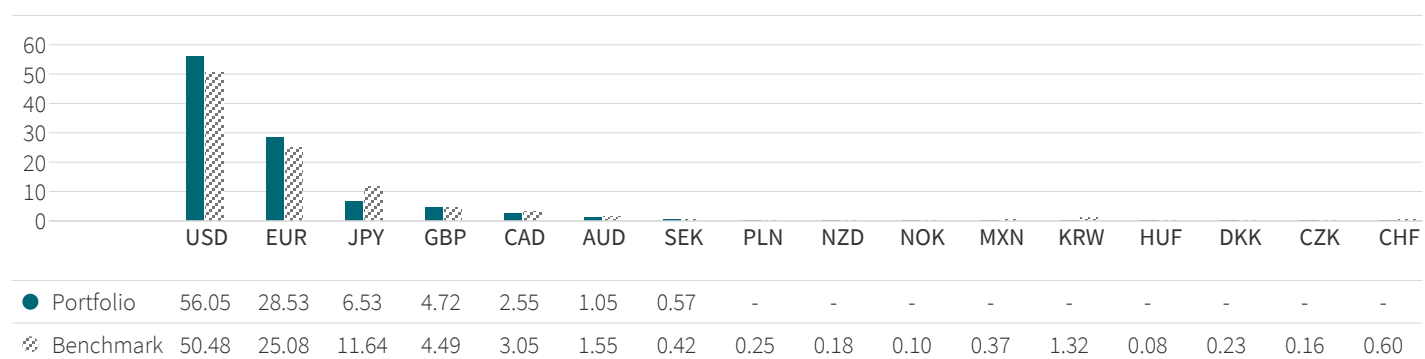 60
50
40
30
20
10
0
USD EUR JPY GBP CAD AUD SEK PLN NZD NOK MXN KRW HUF DKK CZK CHF
Portfolio 56.05 28.53 6.53 4.72 2.55 1.05 0.57 - - - - - - - - -
Benchmark 50.48 25.08 11.64 4.49 3.05 1.55 0.42 0.25 0.18 0.10 0.37 1.32 0.08 0.23 0.16 0.60